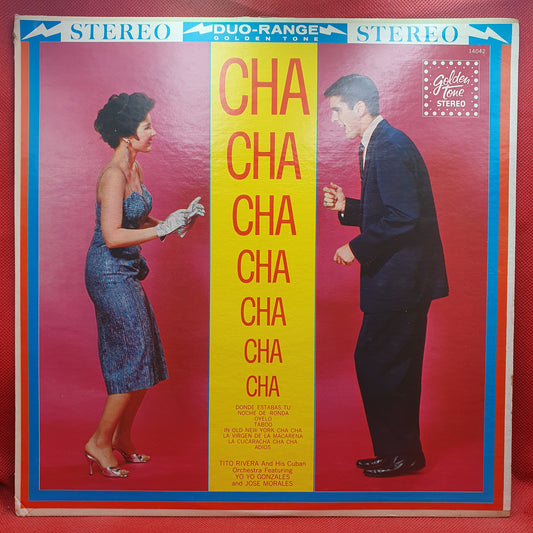 STEREO
DUO-RANGE
GOLDEN TONE
STEREO
14042
Golden
Tone
STEREO
CHA
CHA
CHA
CHA
CHA
CHA
CHA
DONDE ESTABAS TU
NOCHE DE RONDA
OYELO
TABOO
IN OLD NEW YORK CHA CHA
LA VIRGEN DE LA MACARENA
LA CUCARACHA CHA CHA
ADIOS
TITO RIVERA And His Cuban
Orchestra Featuring
YO YO GONZALES
and JOSE MORALES